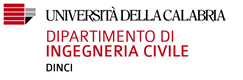 UNIVERSITÀ DELLA CALABRIA
DIPARTIMENTO DI
INGEGNERIA CIVILE
DINCI